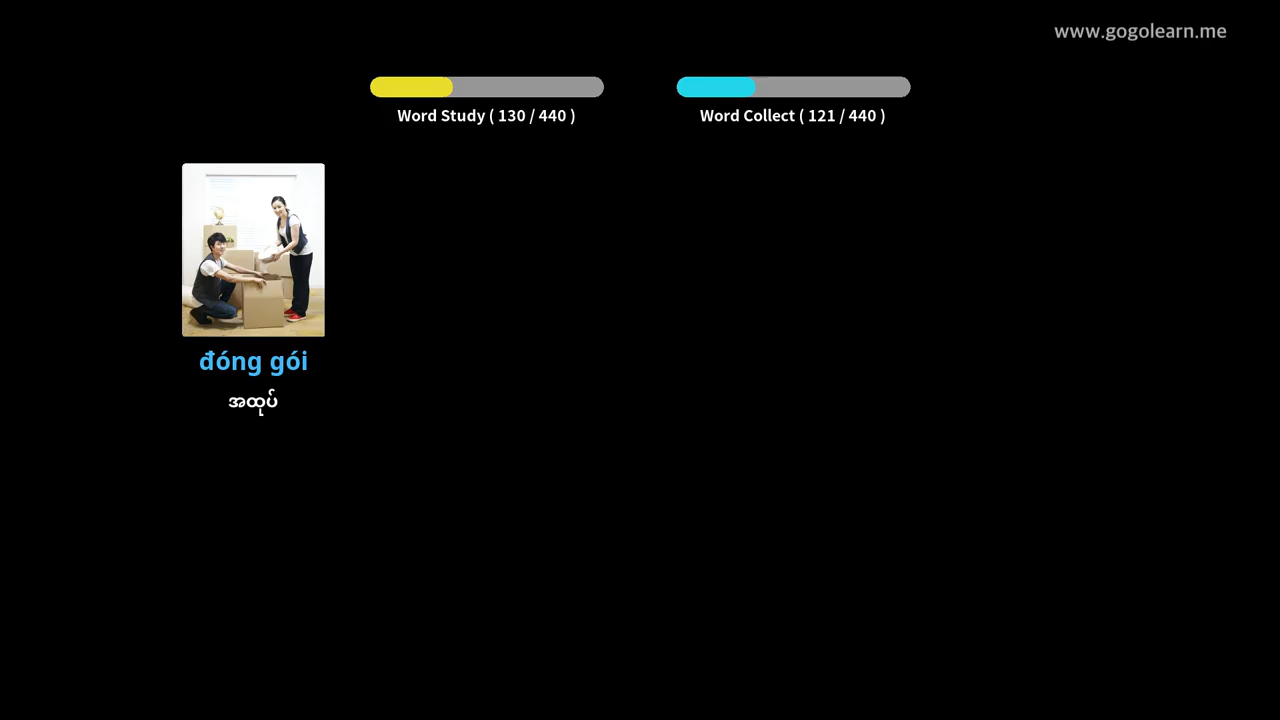 www.gogolearn.me
Word Study ( 130 / 440 )
Word Collect ( 121 / 440 )
đóng gói
အထုပ်